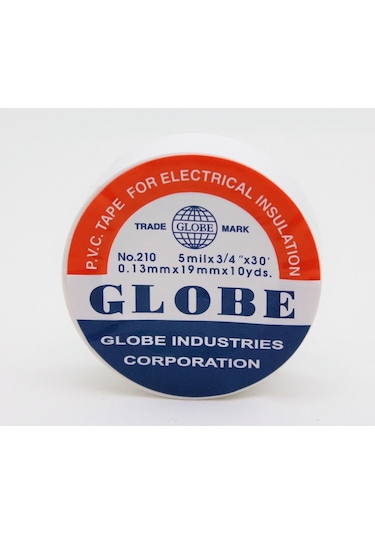 P.V.C. TAPE FOR ELECTRICAL INSULATION
TRADE GLOBE MARK
No.210 5milx3/4"x30'
0.13mmx19mmx10yds.
GLOBE
GLOBE INDUSTRIES
CORPORATION